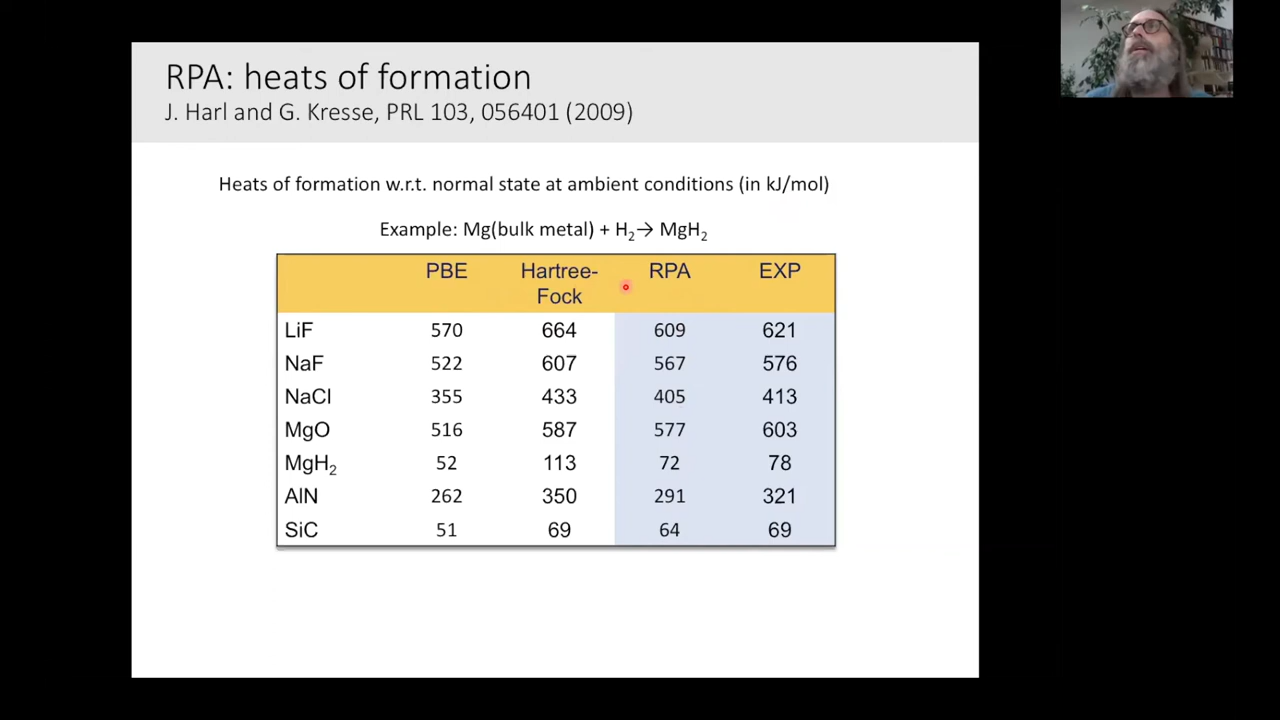 RPA: heats of formation
J. Harl and G. Kresse, PRL 103, 056401 (2009)
Heats of formation w.r.t. normal state at ambient conditions (in kJ/mol)
Example: Mg(bulk metal) + H₂→ MgH₂
PBE Hartree-Fock RPA EXP
LiF 570 664 609 621
NaF 522 607 567 576
NaCl 355 433 405 413
MgO 516 587 577 603
MgH₂ 52 113 72 78
AlN 262 350 291 321
SiC 51 69 64 69